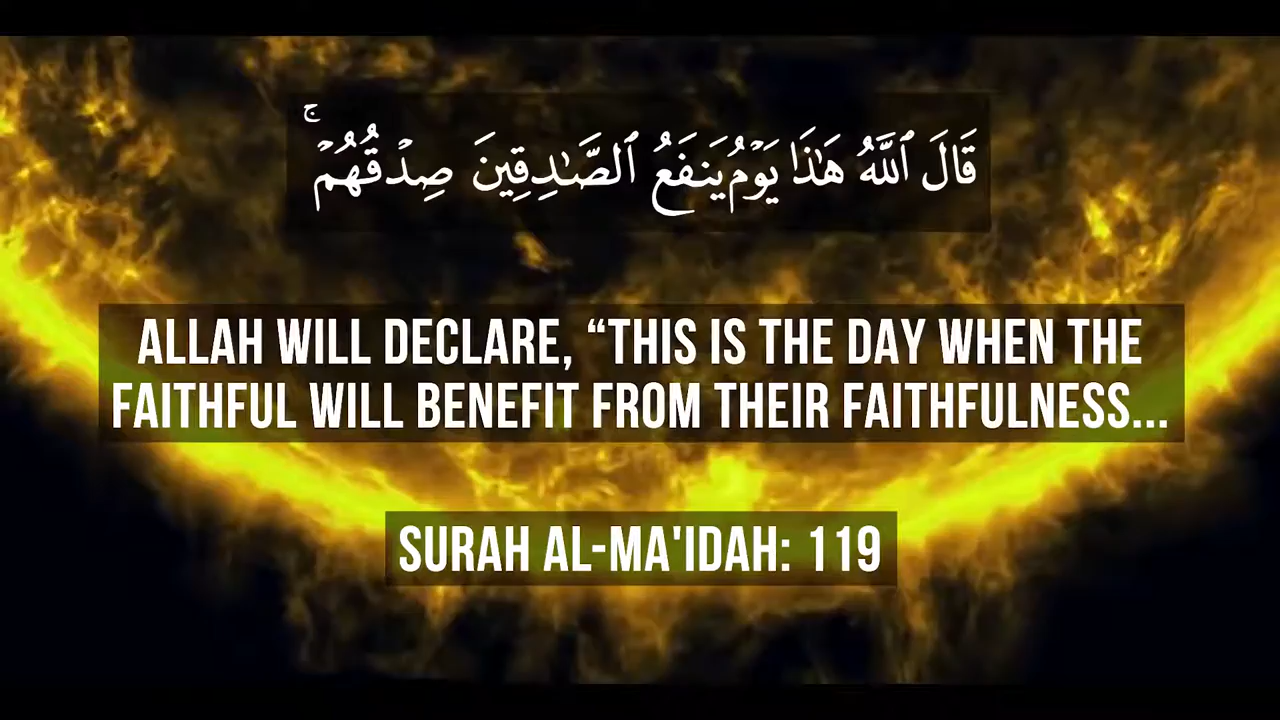 قَالَ ٱللَّهُ هَـٰذَا يَوۡمُ يَنفَعُ ٱلصَّـٰدِقِينَ صِدۡقُهُمۡۚ
ALLAH WILL DECLARE, “THIS IS THE DAY WHEN THE
FAITHFUL WILL BENEFIT FROM THEIR FAITHFULNESS...
SURAH AL-MA'IDAH: 119